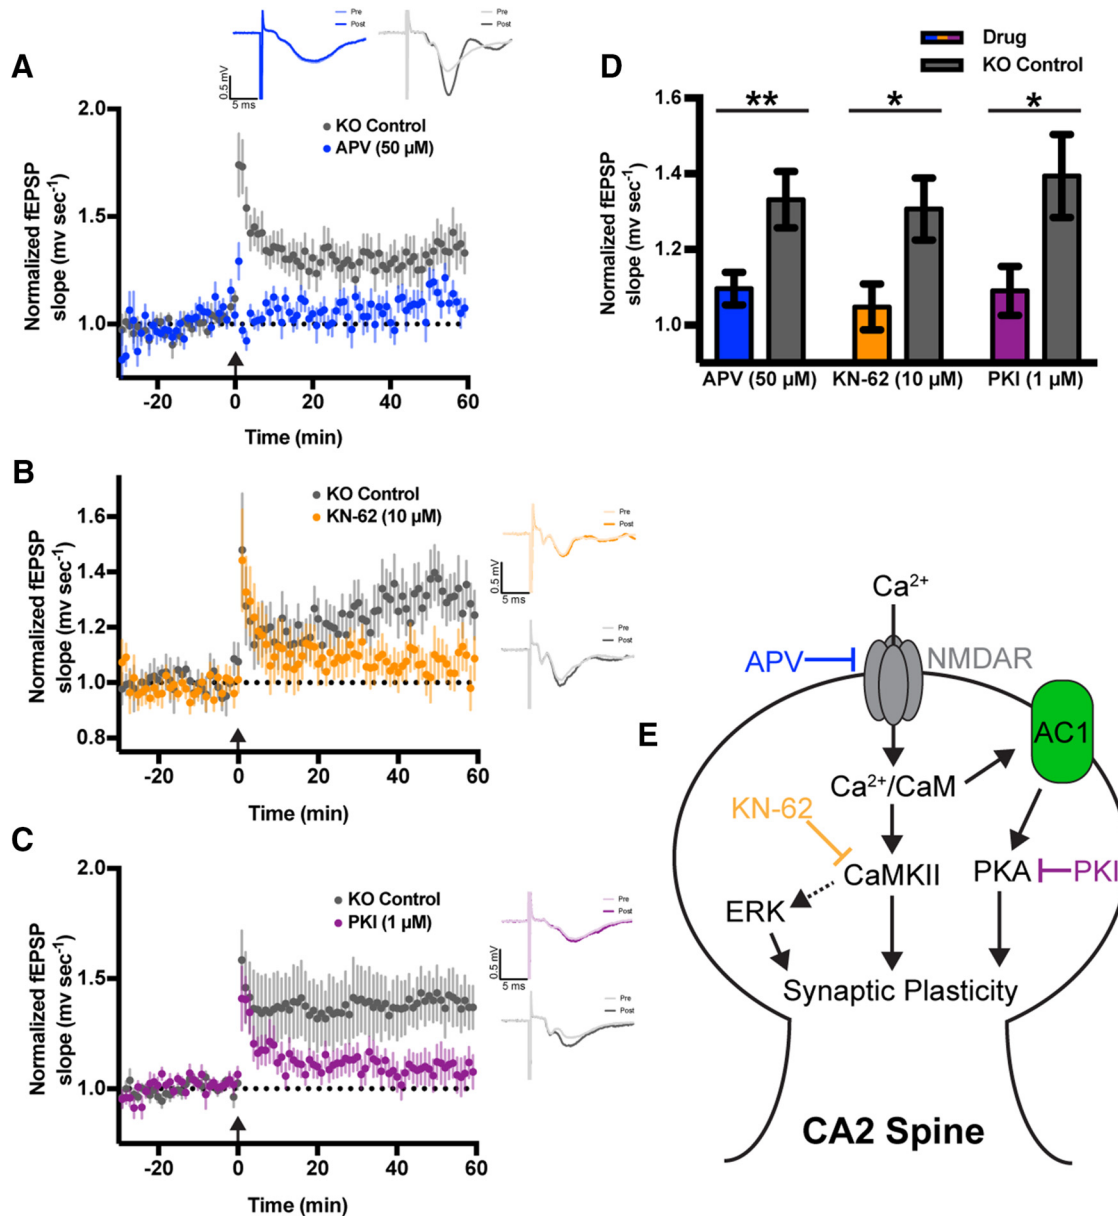 A
Pre
Post
0.5 mV
5 ms
Pre
Post
KO Control
APV (50 µM)
Normalized fEPSP
slope (mv sec⁻¹)
2.0
1.5
1.0
-20
0
20
40
60
Time (min)
B
KO Control
KN-62 (10 µM)
Normalized fEPSP
slope (mv sec⁻¹)
1.6
1.4
1.2
1.0
0.8
-20
0
20
40
60
Time (min)
Pre
Post
0.5 mV
5 ms
Pre
Post
C
KO Control
PKI (1 µM)
Normalized fEPSP
slope (mv sec⁻¹)
2.0
1.5
1.0
-20
0
20
40
60
Time (min)
Pre
Post
0.5 mV
5 ms
Pre
Post
D
Drug
KO Control
Normalized fEPSP
slope (mv sec⁻¹)
1.6
1.4
1.2
1.0
**
*
*
APV (50 µM)
KN-62 (10 µM)
PKI (1 µM)
E
Ca²⁺
APV
NMDAR
AC1
Ca²⁺/CaM
KN-62
CaMKII
PKA
PKI
ERK
Synaptic Plasticity
CA2 Spine